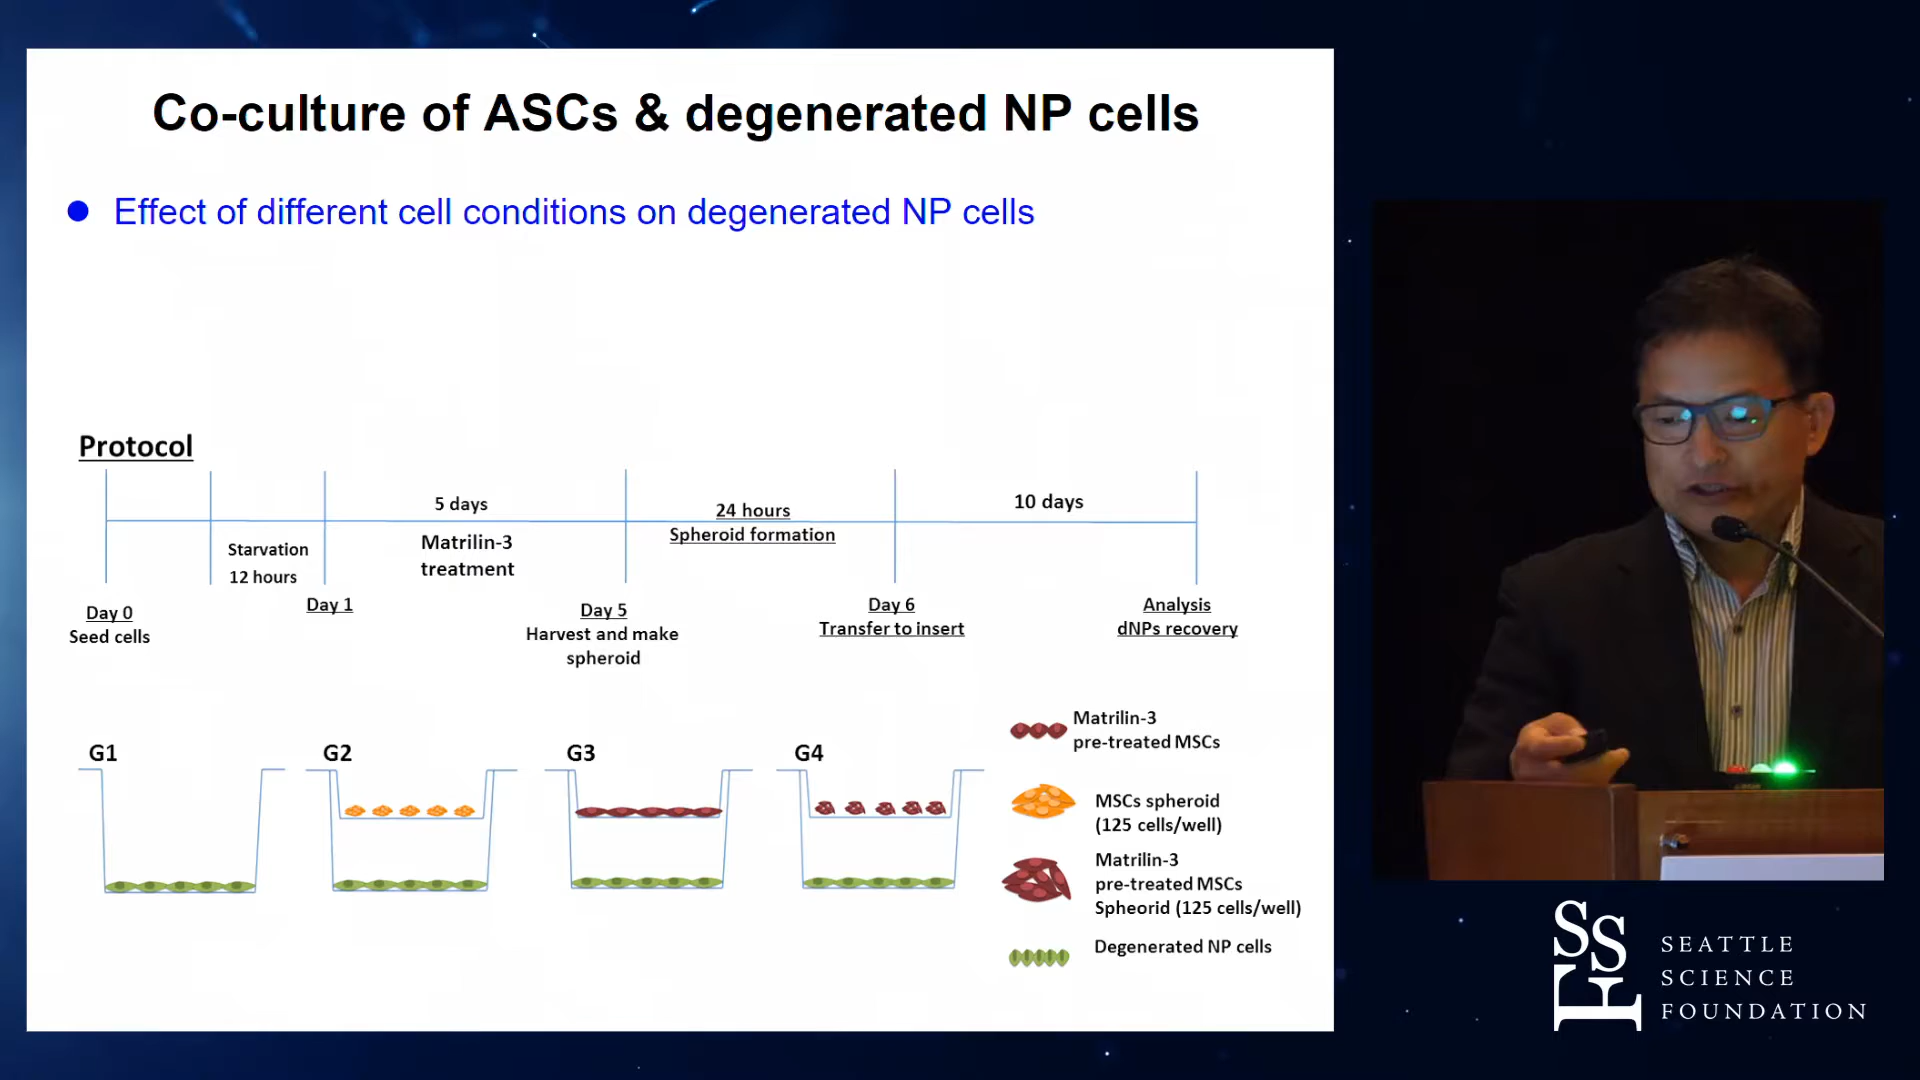 Co-culture of ASCs & degenerated NP cells
Effect of different cell conditions on degenerated NP cells
Protocol
5 days
24 hours
10 days
Starvation
12 hours
Matrilin-3
treatment
Spheroid formation
Day 0
Seed cells
Day 1
Day 5
Harvest and make
spheroid
Day 6
Transfer to insert
Analysis
dNPs recovery
G1
G2
G3
G4
Matrilin-3
pre-treated MSCs
MSCs spheroid
(125 cells/well)
Matrilin-3
pre-treated MSCs
Spheorid (125 cells/well)
Degenerated NP cells
SSF
SEATTLE
SCIENCE
FOUNDATION